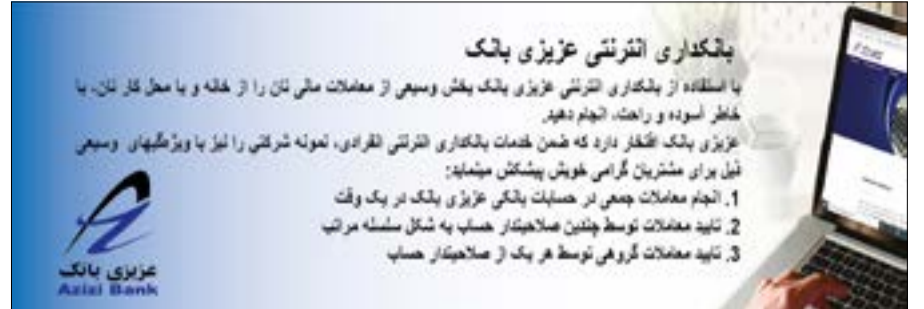 بانکداری انترنتی عزیزی بانک
با استفاده از بانکداری انترنتی عزیزی بانک بخش وسیعی از معاملات مالی تان را از خانه و یا محل کار تان، با
خاطر آسوده و راحت، انجام دهید.
عزیزی بانک افتخار دارد که ضمن خدمات بانکداری انترنتی انفرادی، نمونه شرکتی را نیز با ویژگیهای وسیعی
ذیل برای مشتریان گرامی خویش پیشکش مینماید:
1. انجام معاملات جمعی در حسابات بانکی عزیزی بانک در یک وقت
2. تایید معاملات توسط چندین صلاحیتدار حساب به شکل سلسله مراتب
3. تایید معاملات گروهی توسط هر یک از صلاحیتدار حساب
عزیزی بانک
Azizi Bank